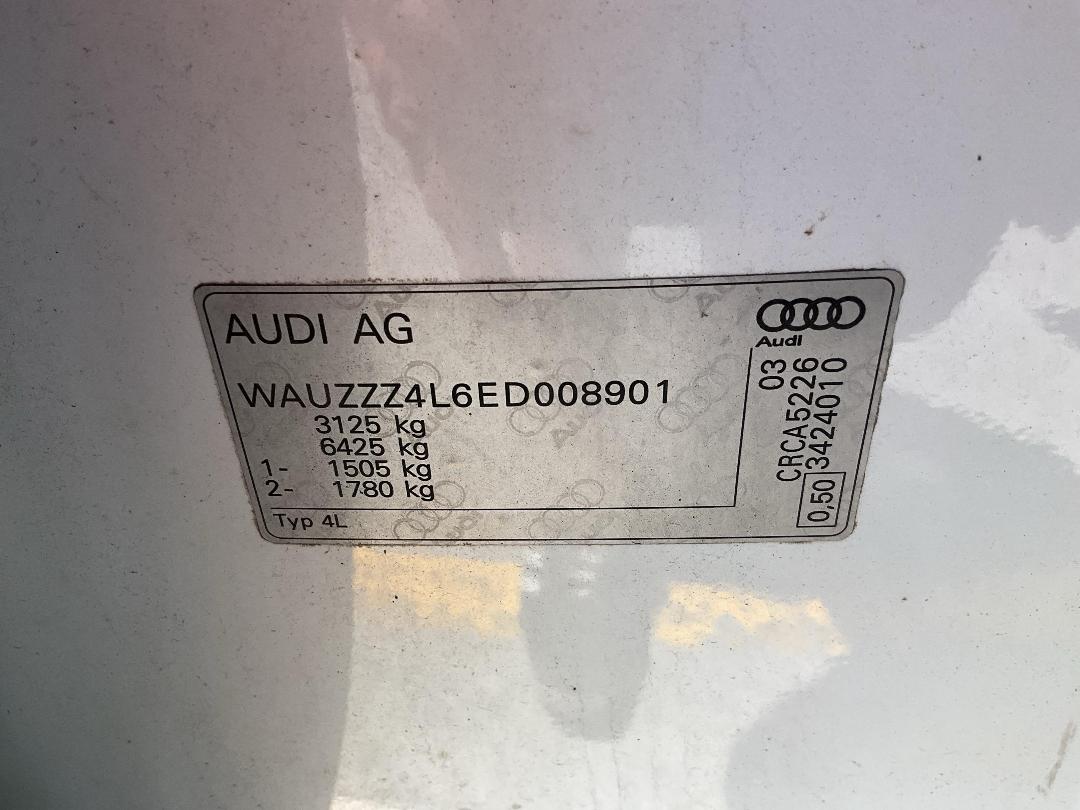 AUDI AG
Audi
WAUZZZ4L6ED008901
3125 kg
6425 kg
1- 1505 kg
2- 1780 kg
Typ 4L
03
CRCA5226
0,50 3424010